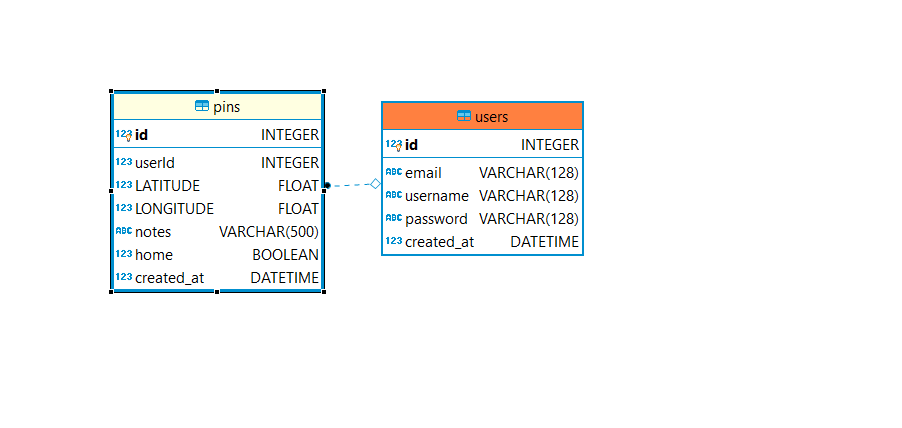 pins
123 id INTEGER
123 userId INTEGER
123 LATITUDE FLOAT
123 LONGITUDE FLOAT
ABC notes VARCHAR(500)
123 home BOOLEAN
123 created_at DATETIME
users
123 id INTEGER
ABC email VARCHAR(128)
ABC username VARCHAR(128)
ABC password VARCHAR(128)
123 created_at DATETIME